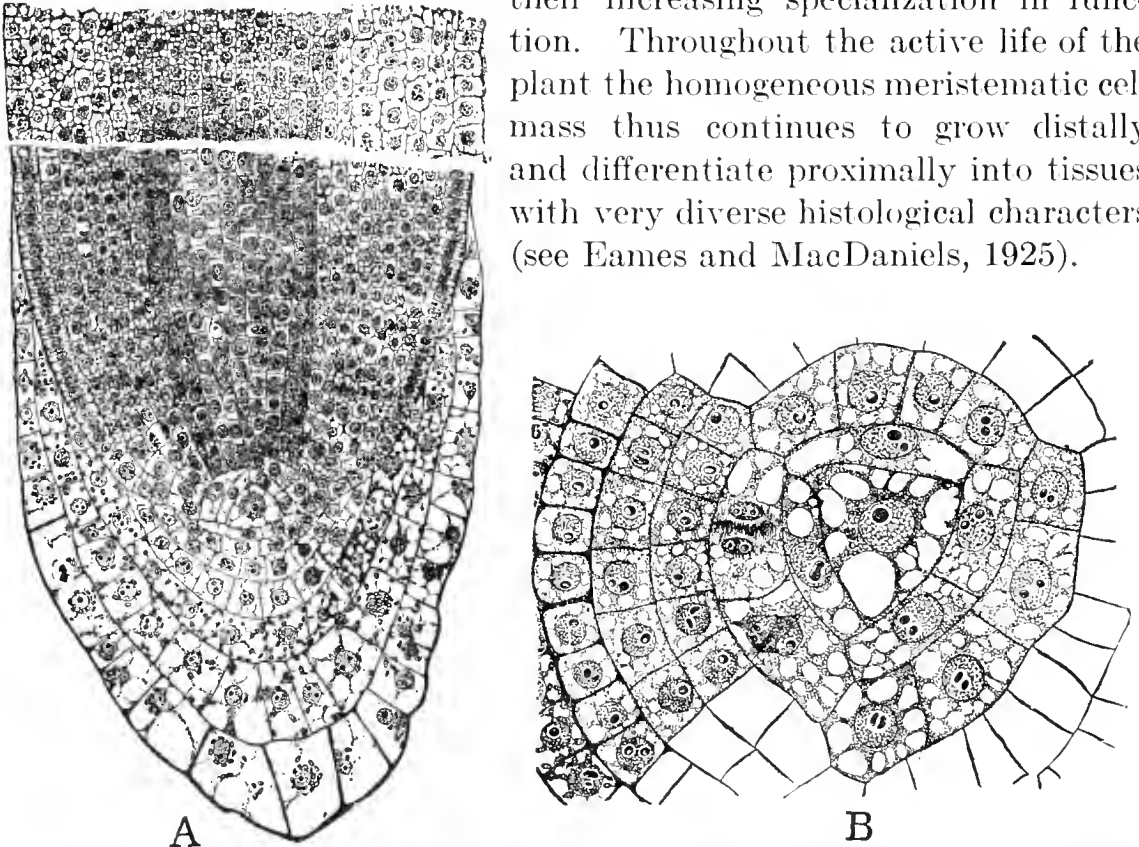 their increasing specialization in func-
tion. Throughout the active life of the
plant the homogeneous meristematic cel
mass thus continues to grow distally
and differentiate proximally into tissues
with very diverse histological characters
(see Eames and MacDaniels, 1925).
A
B